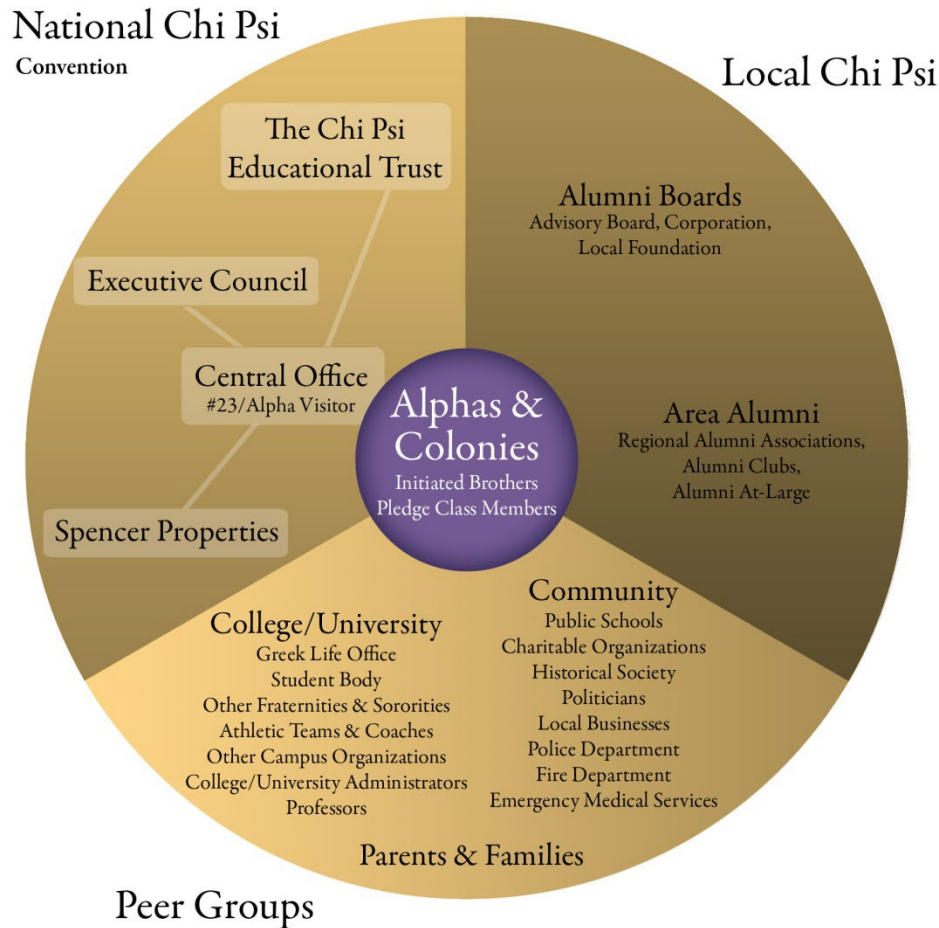 National Chi Psi
Convention
The Chi Psi
Educational Trust
Executive Council
Central Office
#23/Alpha Visitor
Spencer Properties
Local Chi Psi
Alumni Boards
Advisory Board, Corporation,
Local Foundation
Area Alumni
Regional Alumni Associations,
Alumni Clubs,
Alumni At-Large
Alphas &
Colonies
Initiated Brothers
Pledge Class Members
College/University
Greek Life Office
Student Body
Other Fraternities & Sororities
Athletic Teams & Coaches
Other Campus Organizations
College/University Administrators
Professors
Community
Public Schools
Charitable Organizations
Historical Society
Politicians
Local Businesses
Police Department
Fire Department
Emergency Medical Services
Parents & Families
Peer Groups